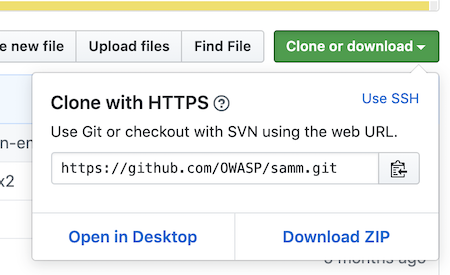 e new file Upload files Find File Clone or download
Clone with HTTPS ? Use SSH
Use Git or checkout with SVN using the web URL.
https://github.com/OWASP/samm.git
n-en
x2
Open in Desktop Download ZIP
months ago